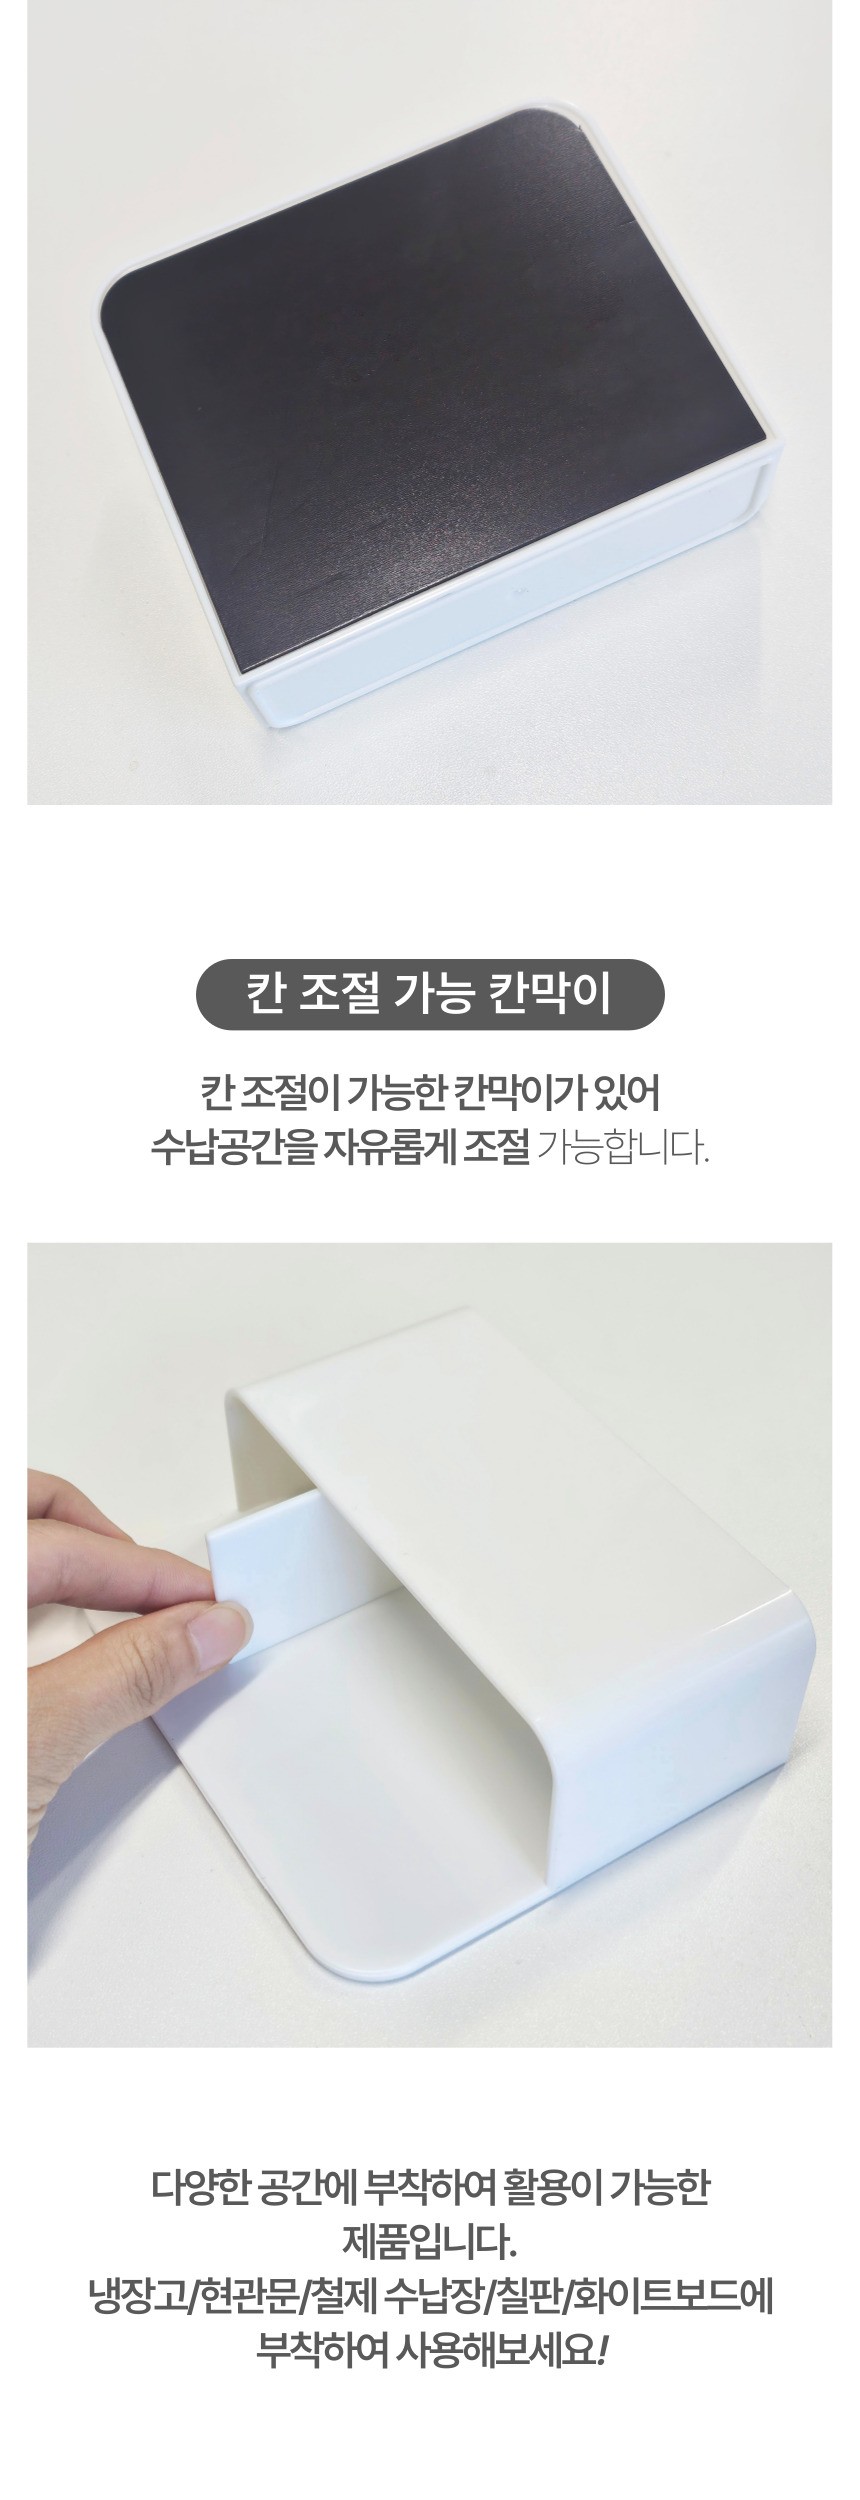 칸 조절 가능 칸막이
칸 조절이 가능한 칸막이가 있어
수납공간을 자유롭게 조절 가능합니다.
다양한 공간에 부착하여 활용이 가능한
제품입니다.
냉장고/현관문/철제 수납장/칠판/화이트보드에
부착하여 사용해보세요!